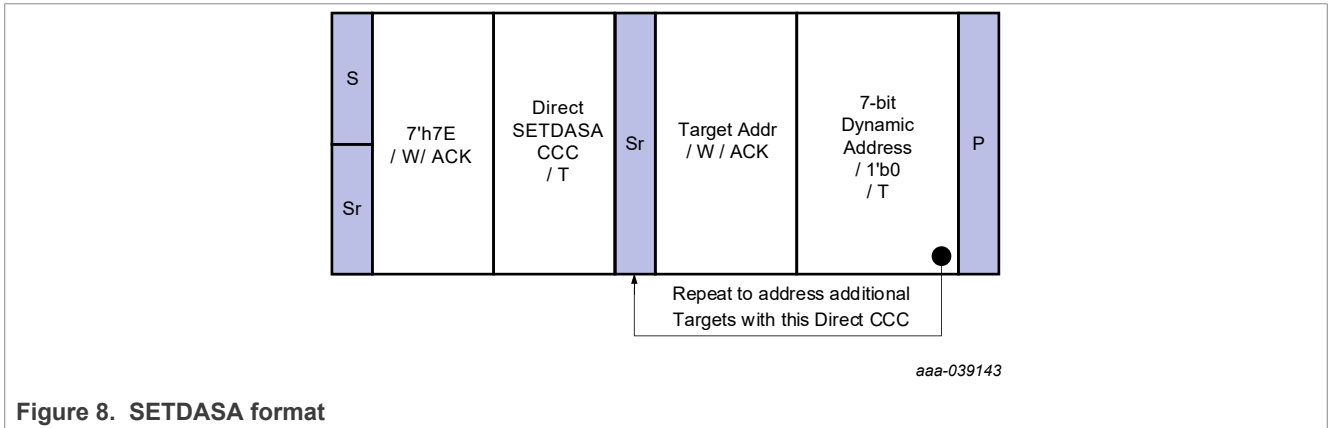 S
Sr
7'h7E
/ W/ ACK
Direct
SETDASA
CCC
/ T
Sr
Target Addr
/ W / ACK
7-bit
Dynamic
Address
/ 1'b0
/ T
P
Repeat to address additional
Targets with this Direct CCC
aaa-039143
Figure 8. SETDASA format